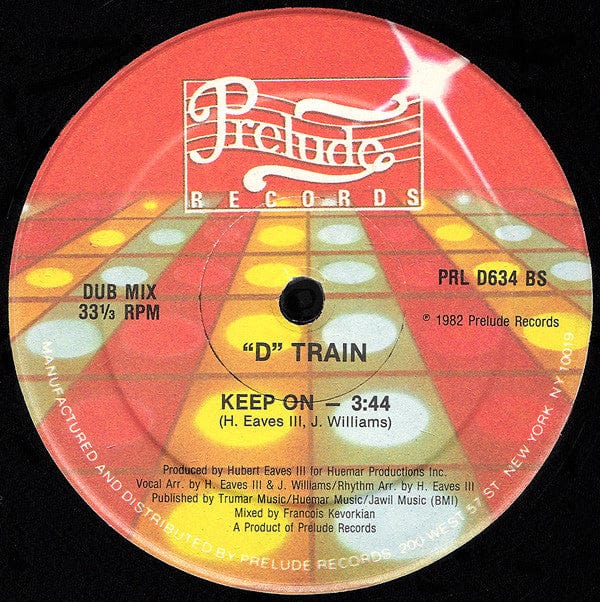 Prelude
RECORDS
DUB MIX
33⅓ RPM
PRL D634 BS
℗ 1982 Prelude Records
“D” TRAIN
KEEP ON — 3:44
(H. Eaves III, J. Williams)
Produced by Hubert Eaves III for Huemar Productions Inc.
Vocal Arr. by H. Eaves III & J. Williams/Rhythm Arr. by H. Eaves III
Published by Trumar Music/Huemar Music/Jawil Music (BMI)
Mixed by Francois Kevorkian
A Product of Prelude Records
MANUFACTURED AND DISTRIBUTED BY PRELUDE RECORDS, 200 WEST 57 ST. NEW YORK, NY 10019